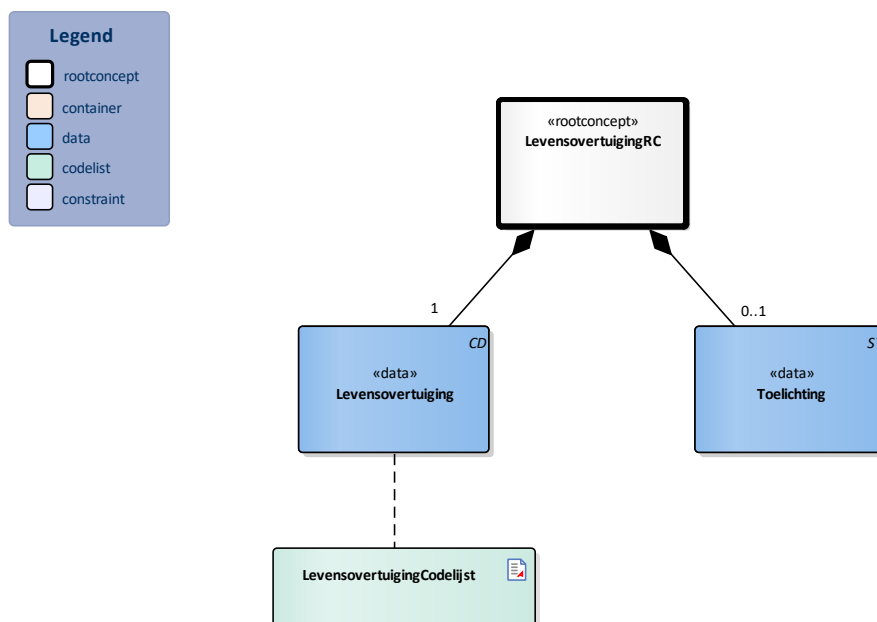 Legend
rootconcept
container
data
codelist
constraint
«rootconcept»
LevensovertuigingRC
1
0..1
CD
«data»
Levensovertuiging
«data»
Toelichting
LevensovertuigingCodelijst